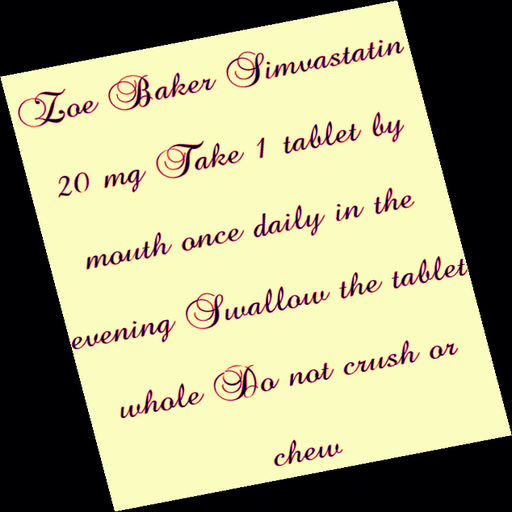 Zoe Baker Simvastatin
20 mg Take 1 tablet by
mouth once daily in the
evening Swallow the tablet
whole Do not crush or
chew